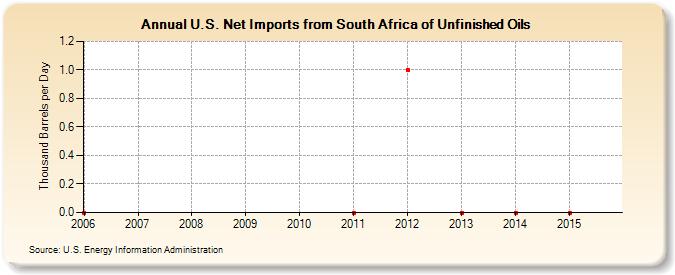 Annual U.S. Net Imports from South Africa of Unfinished Oils
Thousand Barrels per Day
1.2
1.0
0.8
0.6
0.4
0.2
0.0
2006 2007 2008 2009 2010 2011 2012 2013 2014 2015
Source: U.S. Energy Information Administration